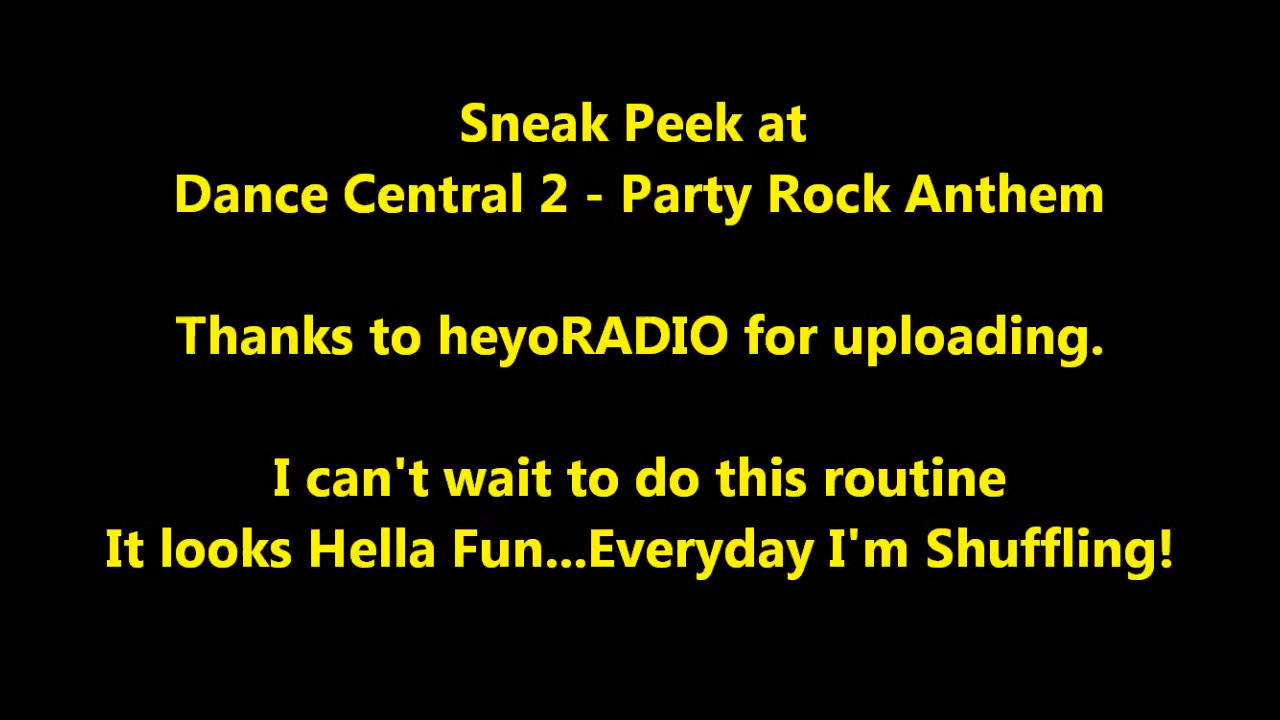 Sneak Peek at
Dance Central 2 - Party Rock Anthem
Thanks to heyoRADIO for uploading.
I can't wait to do this routine
It looks Hella Fun...Everyday I'm Shuffling!